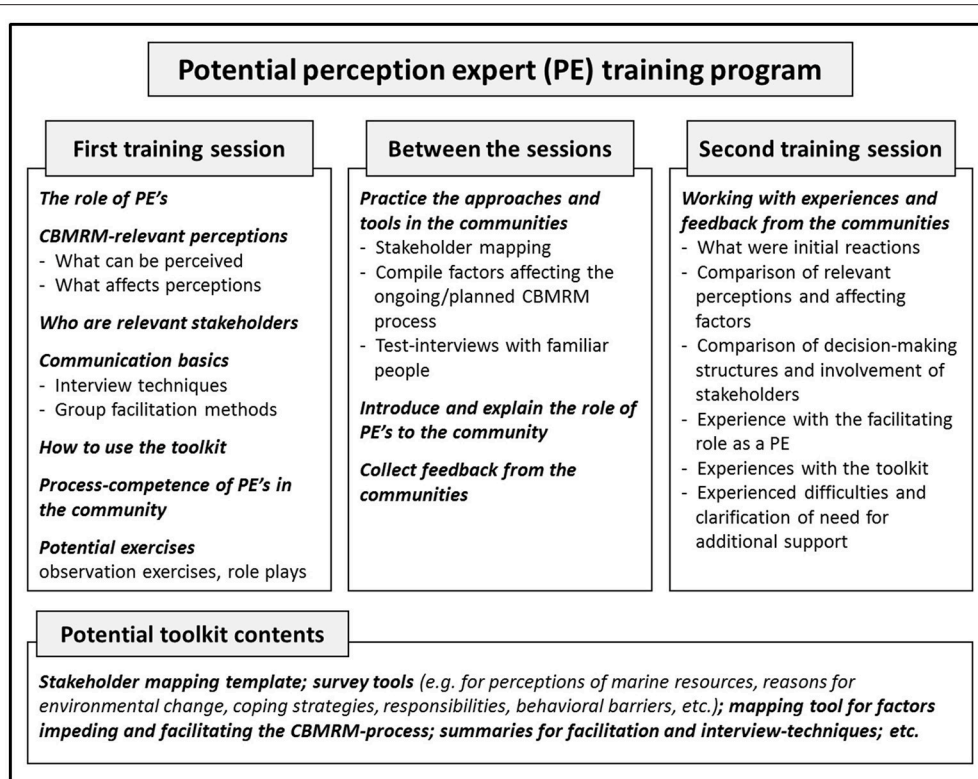 Potential perception expert (PE) training program
First training session
The role of PE's
CBMRM-relevant perceptions
- What can be perceived
- What affects perceptions
Who are relevant stakeholders
Communication basics
- Interview techniques
- Group facilitation methods
How to use the toolkit
Process-competence of PE's in
the community
Potential exercises
observation exercises, role plays
Between the sessions
Practice the approaches and
tools in the communities
- Stakeholder mapping
- Compile factors affecting the
ongoing/planned CBMRM
process
- Test-interviews with familiar
people
Introduce and explain the role of
PE's to the community
Collect feedback from the
communities
Second training session
Working with experiences and
feedback from the communities
- What were initial reactions
- Comparison of relevant
perceptions and affecting
factors
- Comparison of decision-making
structures and involvement of
stakeholders
- Experience with the facilitating
role as a PE
- Experiences with the toolkit
- Experienced difficulties and
clarification of need for
additional support
Potential toolkit contents
Stakeholder mapping template; survey tools (e.g. for perceptions of marine resources, reasons for
environmental change, coping strategies, responsibilities, behavioral barriers, etc.); mapping tool for factors
impeding and facilitating the CBMRM-process; summaries for facilitation and interview-techniques; etc.